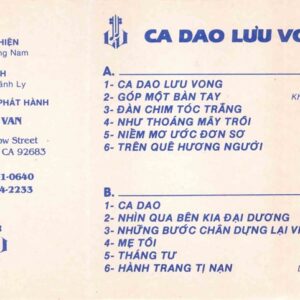 HIỆN
ng Nam
H
ánh Ly
PHÁT HÀNH
VAN
ow Street
CA 92683
1-0640
4-2233
CA DAO LƯU VO
A.
1- CA DAO LƯU VONG
2- GÓP MỘT BÀN TAY
Kh
3- ĐÀN CHIM TÓC TRẮNG
4- NHƯ THOÁNG MÂY TRÔI
5- NIỀM MƠ ƯỚC ĐƠN SƠ
6- TRÊN QUÊ HƯƠNG NGƯỜI
B.
1- CA DAO
2- NHÌN QUA BÊN KIA ĐẠI DƯƠNG
3- NHỮNG BƯỚC CHÂN DỰNG LẠI V
4- MẸ TÔI
5- THÁNG TƯ
6- HÀNH TRANG TỊ NẠN